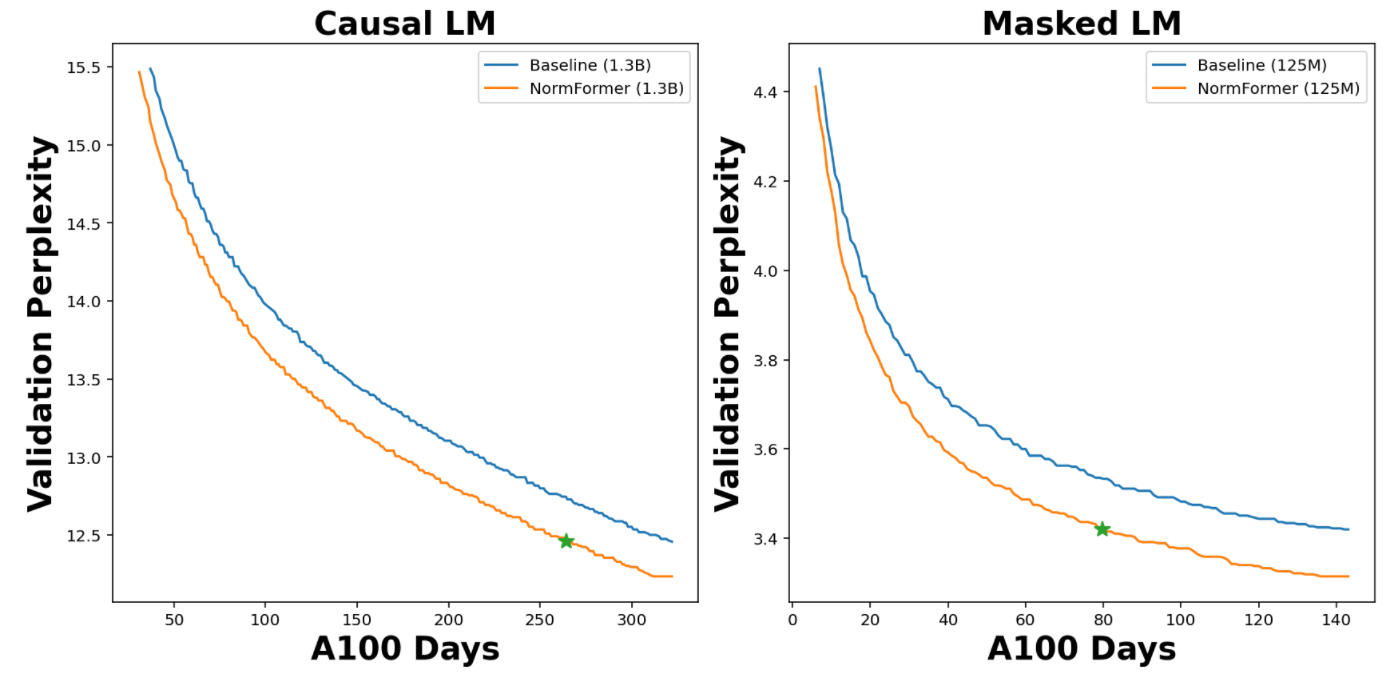 Causal LM
Validation Perplexity
15.5
15.0
14.5
14.0
13.5
13.0
12.5
Baseline (1.3B)
NormFormer (1.3B)
50
100
150
200
250
300
A100 Days
Masked LM
Validation Perplexity
4.4
4.2
4.0
3.8
3.6
3.4
Baseline (125M)
NormFormer (125M)
0
20
40
60
80
100
120
140
A100 Days